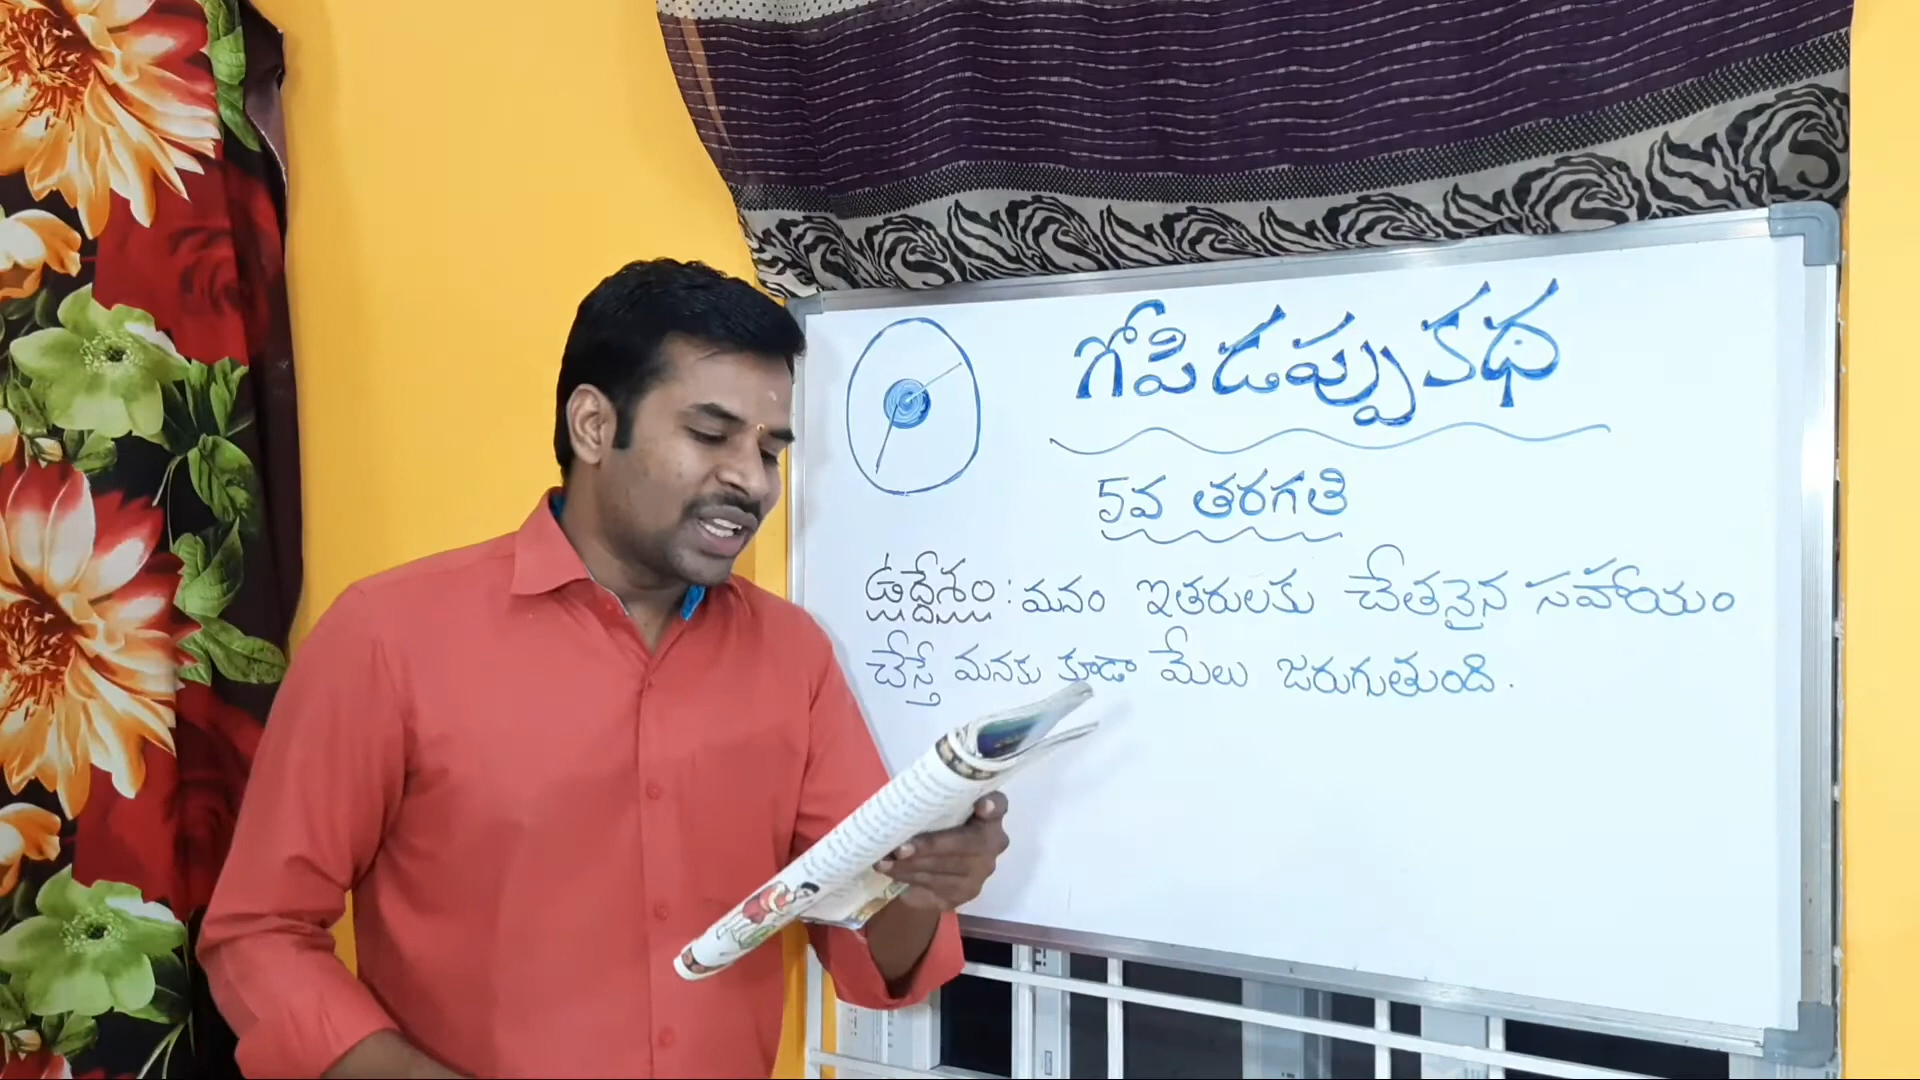 గోపిడప్పుకథ
5వ తరగతి
ఉద్దేశం : మనం ఇతరులకు చేతనైన సహాయం
చేస్తే మనకు కూడా మేలు జరుగుతుంది.